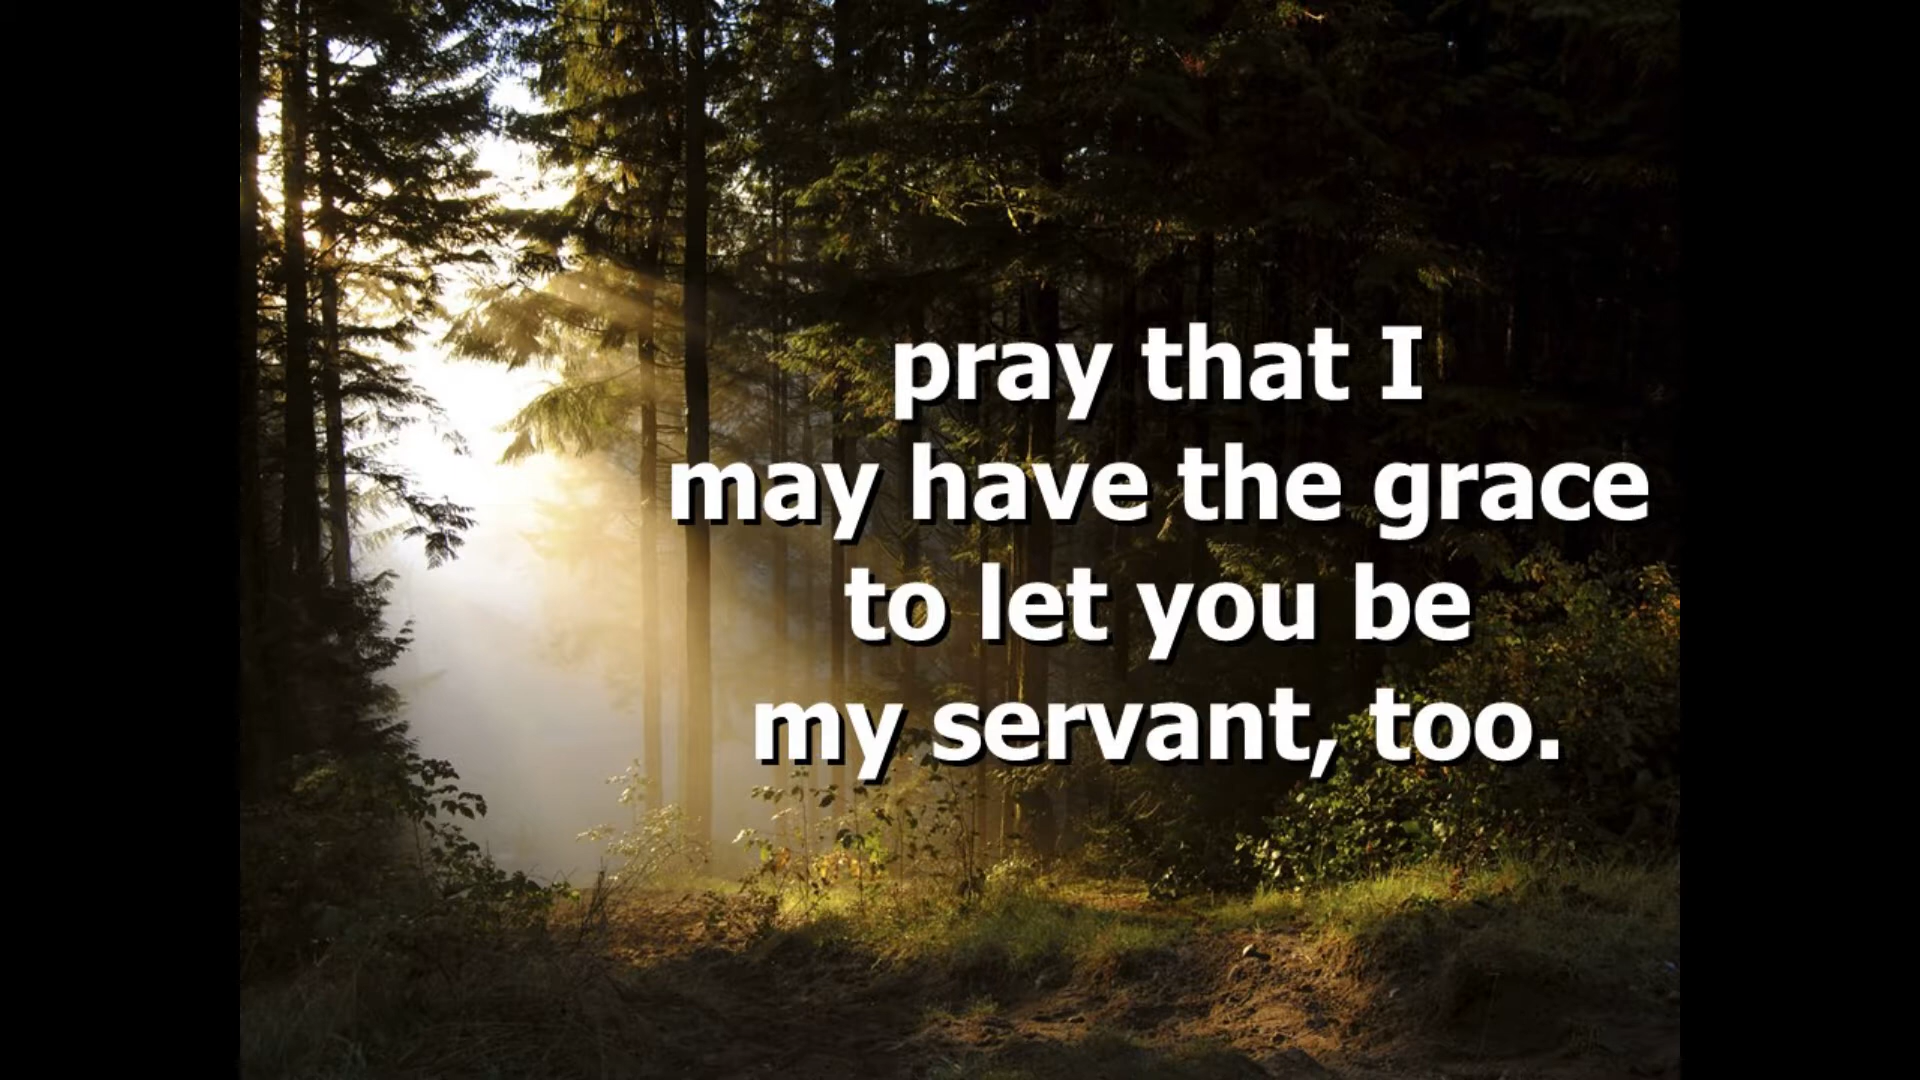 pray that I
may have the grace
to let you be
my servant, too.